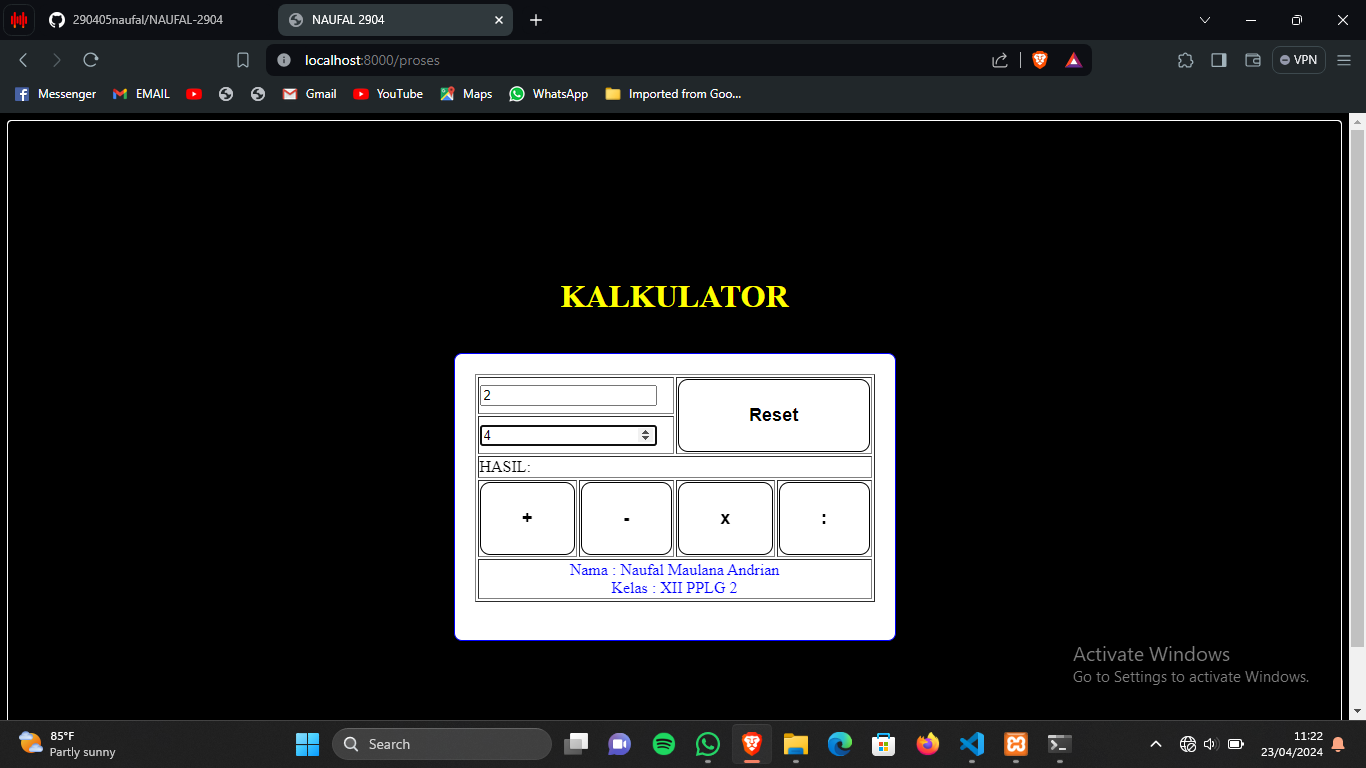 290405naufal/NAUFAL-2904
NAUFAL 2904
localhost:8000/proses
VPN
Messenger
EMAIL
Gmail
YouTube
Maps
WhatsApp
Imported from Goo...
KALKULATOR
2
Reset
4
HASIL:
+ - x :
Nama : Naufal Maulana Andrian
Kelas : XII PPLG 2
Activate Windows
Go to Settings to activate Windows.
85°F
Partly sunny
Search
11:22
23/04/2024